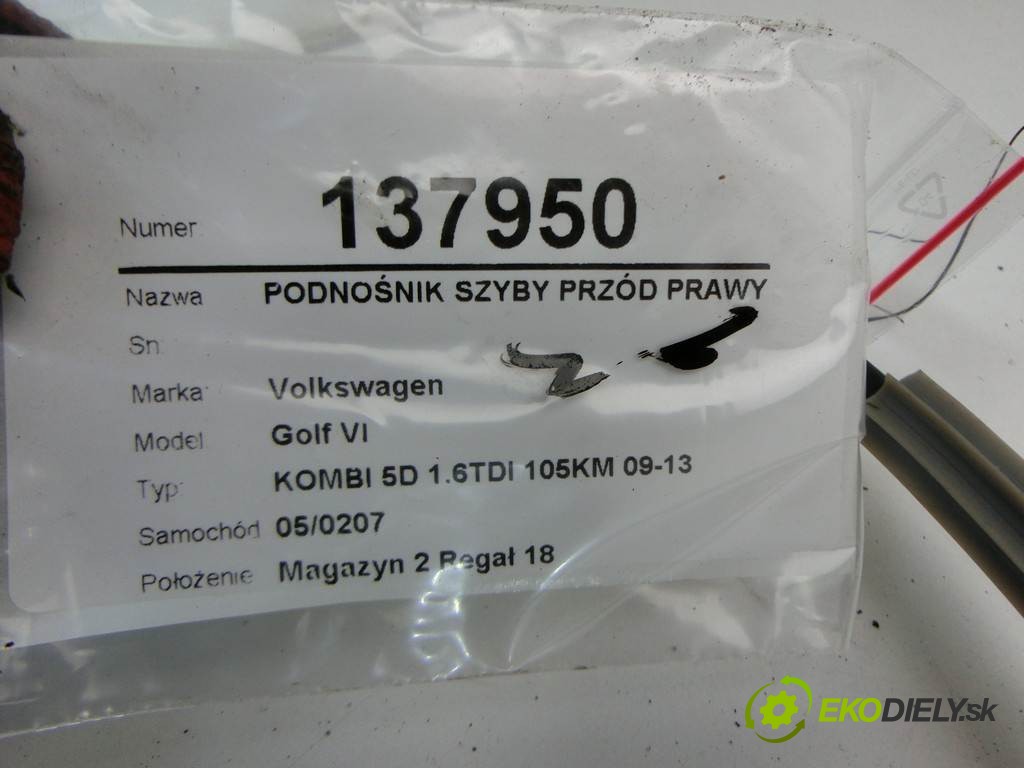 Numer 137950
Nazwa PODNOŚNIK SZYBY PRZÓD PRAWY
Sn
Marka: Volkswagen
Model Golf VI
Typ: KOMBI 5D 1.6TDI 105KM 09-13
Samochód 05/0207
Położenie Magazyn 2 Regał 18
EKODIELY.sk